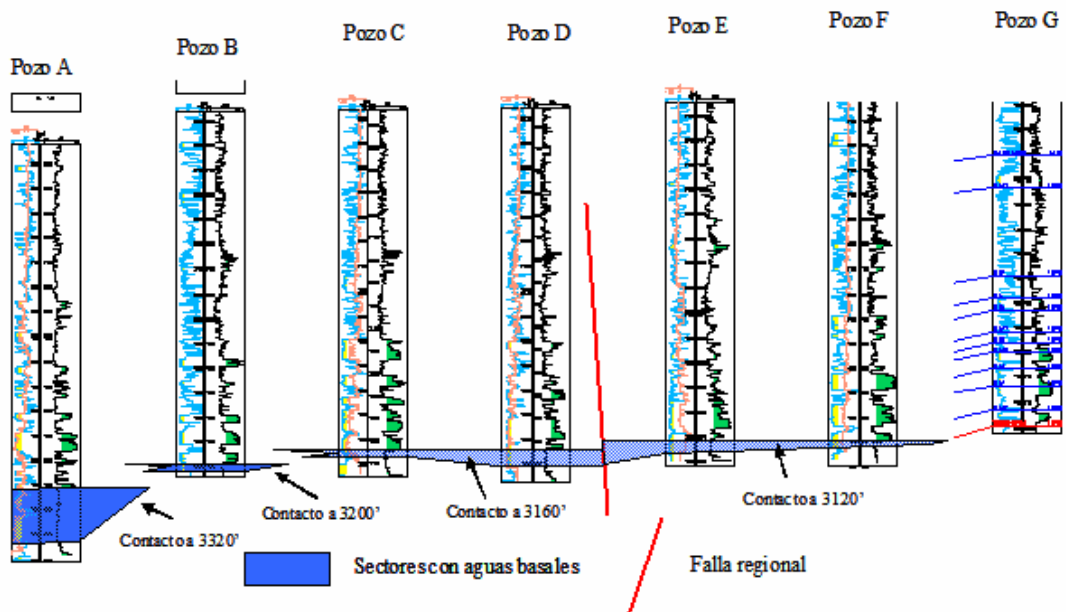 Pozo A
Pozo B
Pozo C
Pozo D
Pozo E
Pozo F
Pozo G
Contacto a 3320’
Contacto a 3200’
Contacto a 3160’
Contacto a 3120’
Sectores con aguas basales
Falla regional